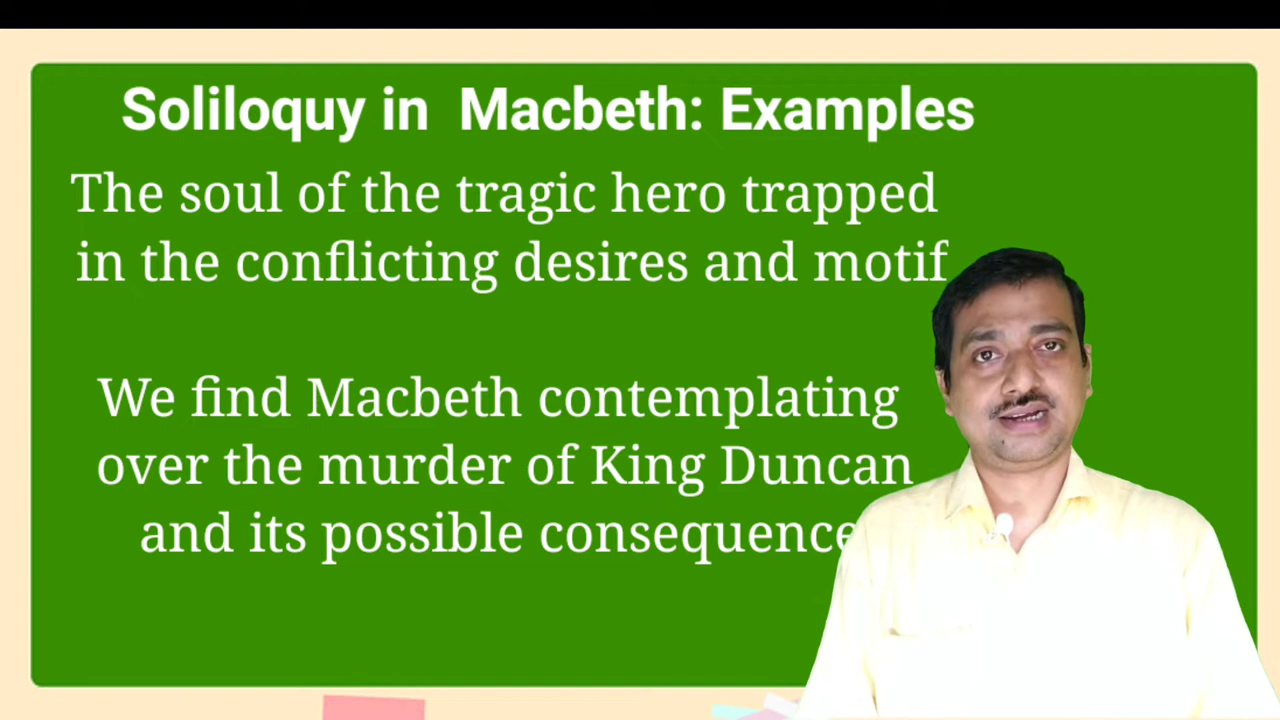 Soliloquy in Macbeth: Examples
The soul of the tragic hero trapped
in the conflicting desires and motif
We find Macbeth contemplating
over the murder of King Duncan
and its possible consequence